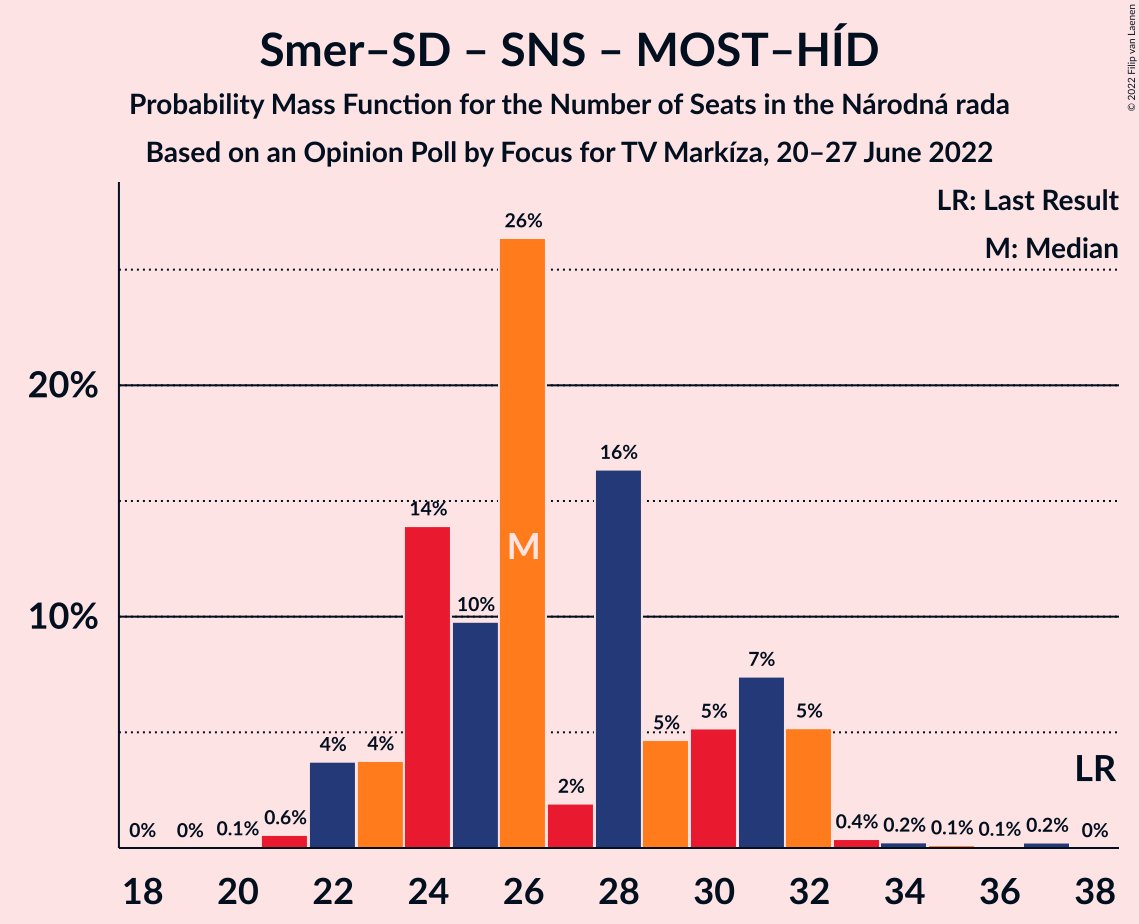 Smer–SD – SNS – MOST–HÍD
Probability Mass Function for the Number of Seats in the Národná rada
Based on an Opinion Poll by Focus for TV Markíza, 20–27 June 2022
© 2022 Filip van Laenen
LR: Last Result
M: Median
20%
10%
0% 0% 0.1% 0.6% 4% 4% 14% 10% 26% 2% 16% 5% 5% 7% 5% 0.4% 0.2% 0.1% 0.1% 0.2% 0%
M
LR
18 20 22 24 26 28 30 32 34 36 38